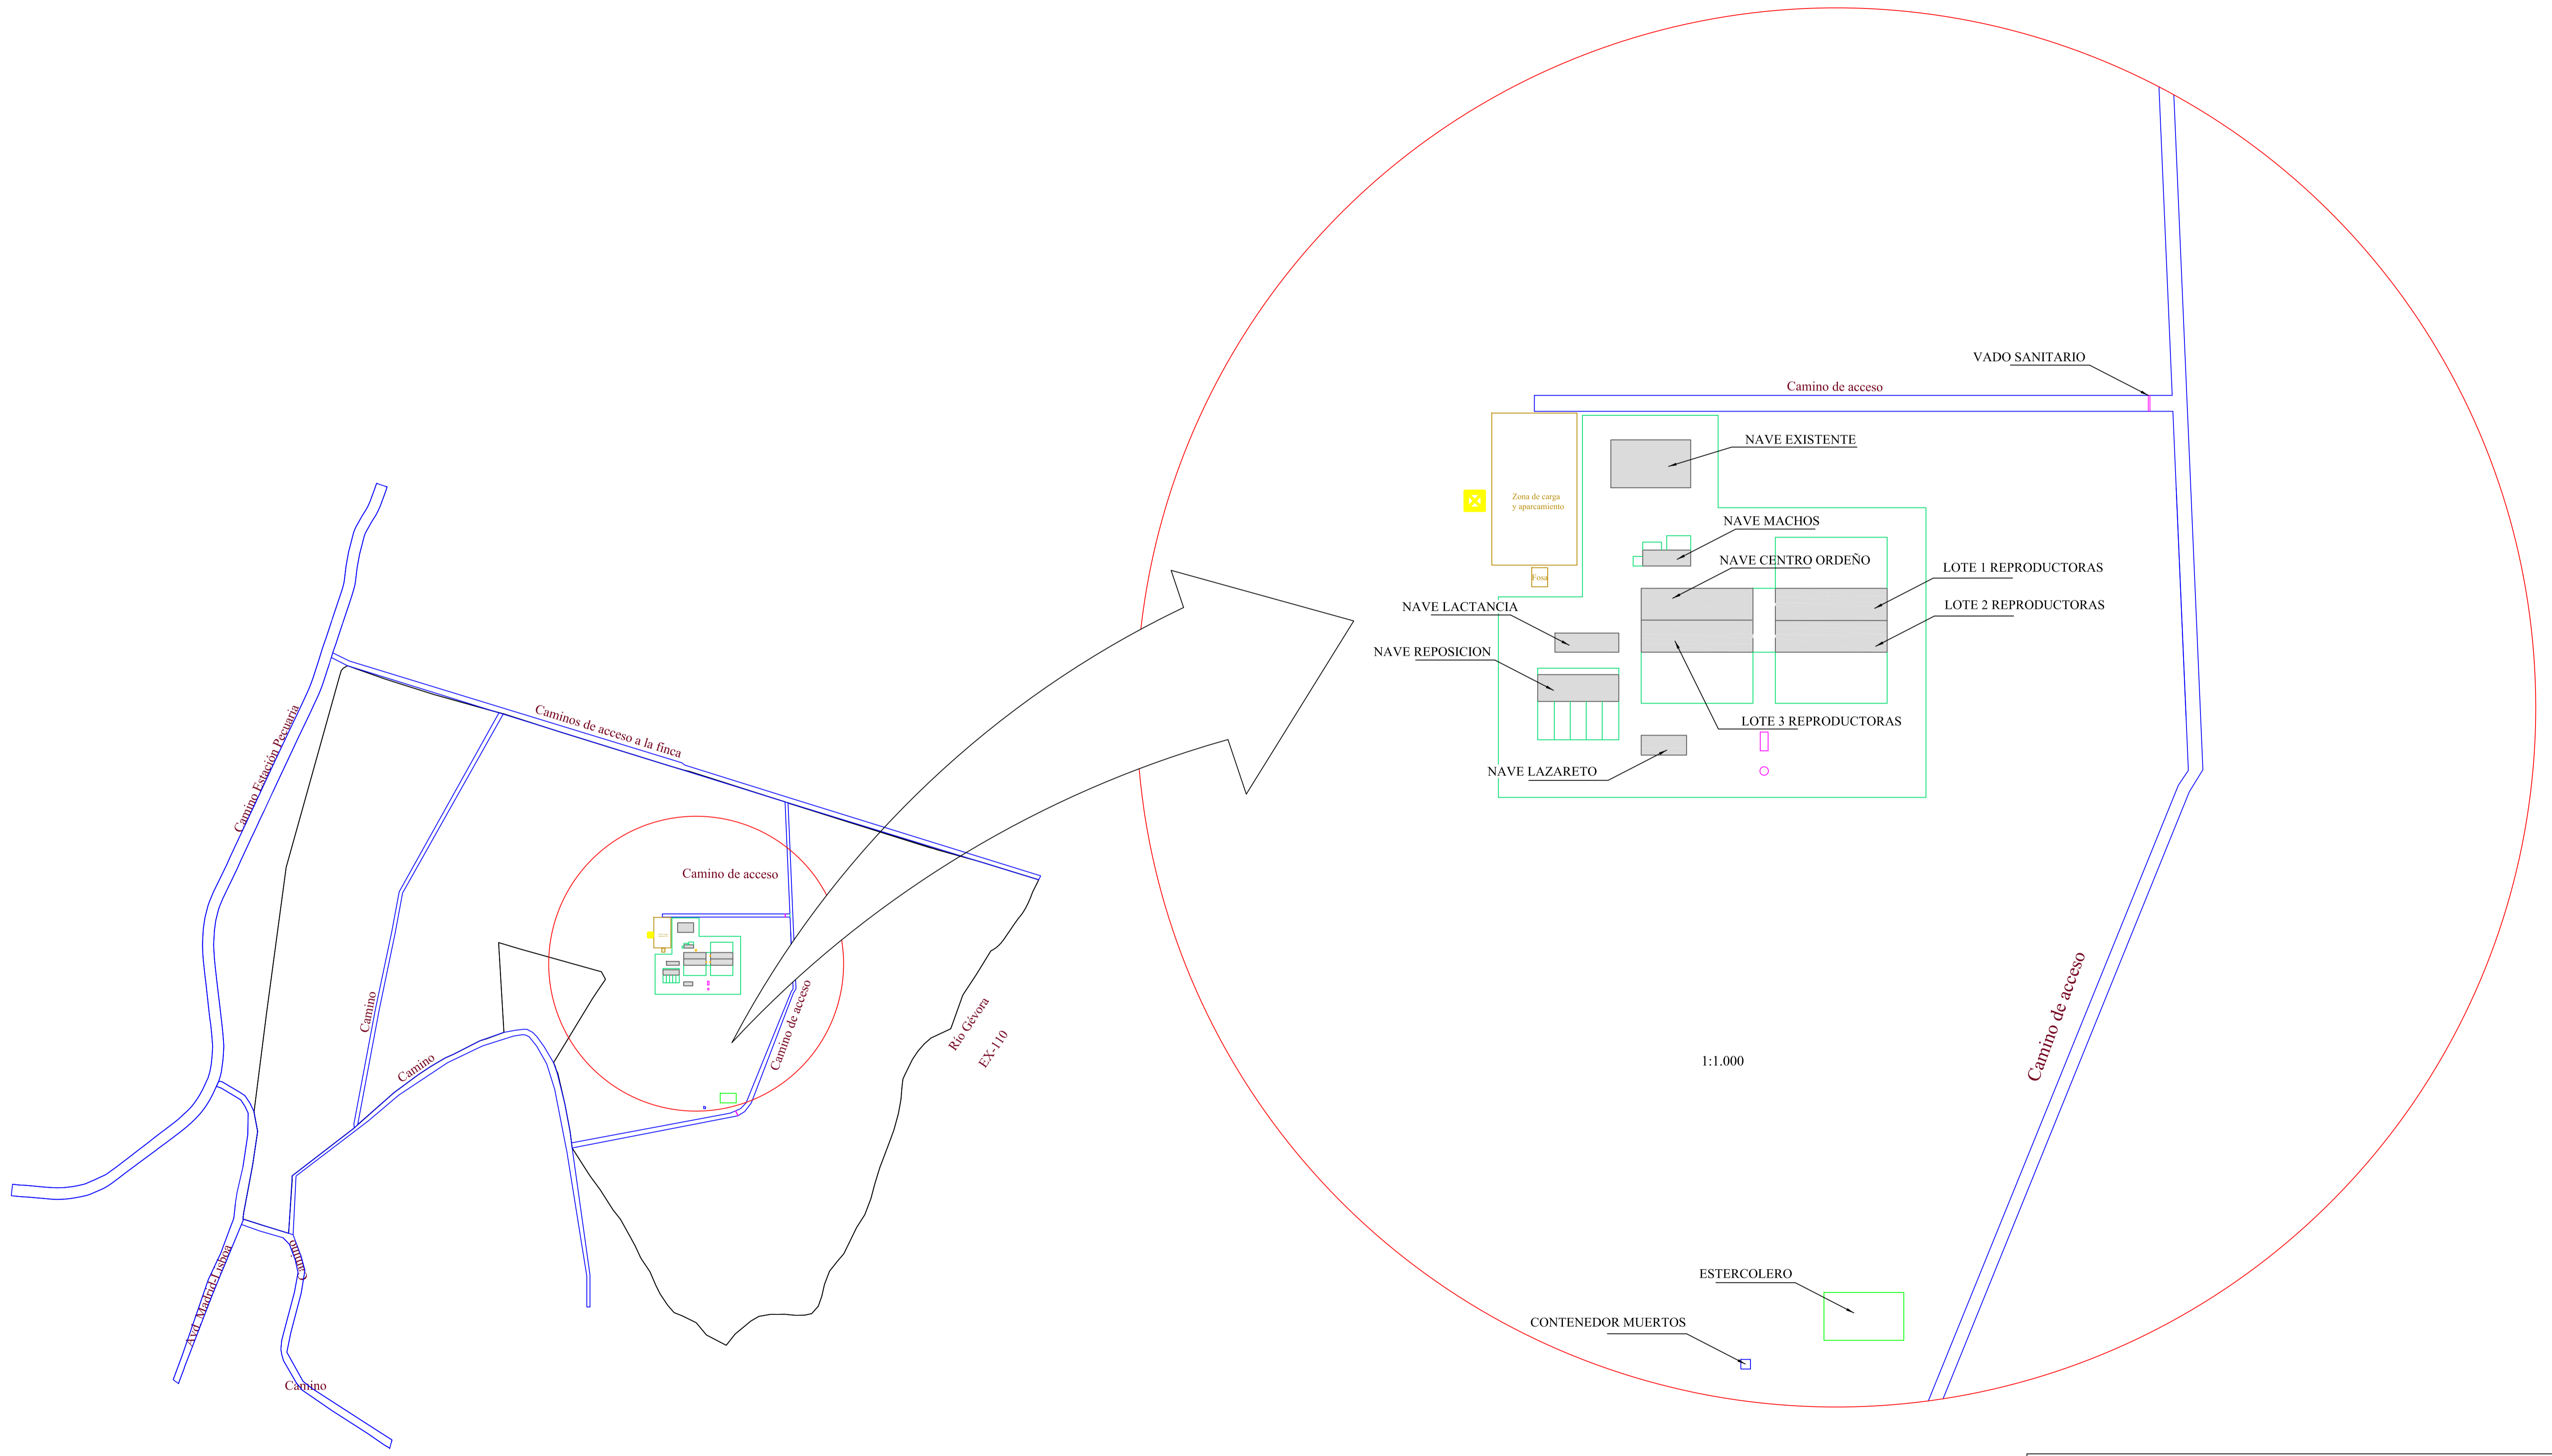 VADO SANITARIO
Camino de acceso
NAVE EXISTENTE
Zona de carga
y aparcamiento
NAVE MACHOS
NAVE CENTRO ORDEÑO
LOTE 1 REPRODUCTORAS
Fosa
NAVE LACTANCIA
LOTE 2 REPRODUCTORAS
NAVE REPOSICION
LOTE 3 REPRODUCTORAS
NAVE LAZARETO
Camino de acceso
1:1.000
ESTERCOLERO
CONTENEDOR MUERTOS
Camino Estación Pecuaria
Caminos de acceso a la finca
Camino de acceso
Camino
Camino
Camino de acceso
Río Gévora
EX-110
Avd. Madrid-Lisboa
Camino
Camino